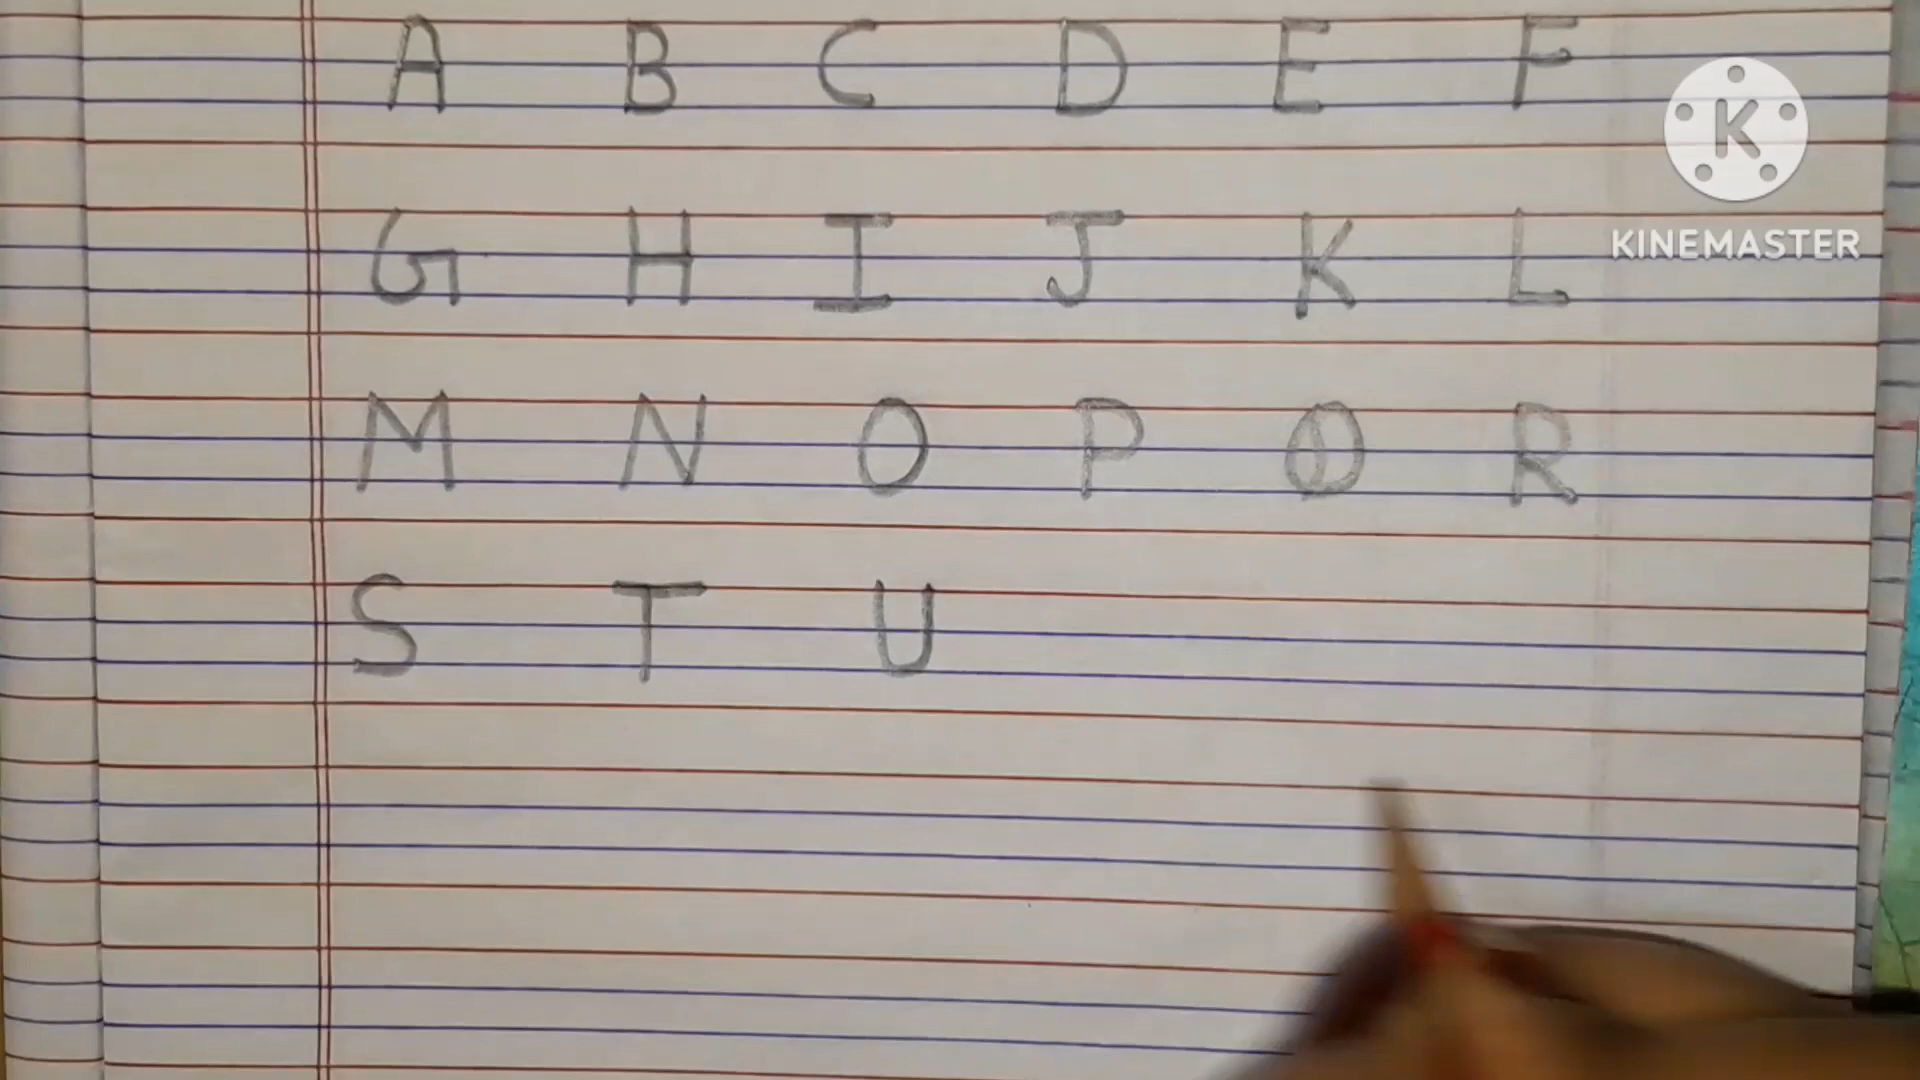 A B C D E F
G H I J K L
M N O P Q R
S T U
K
KINEMASTER